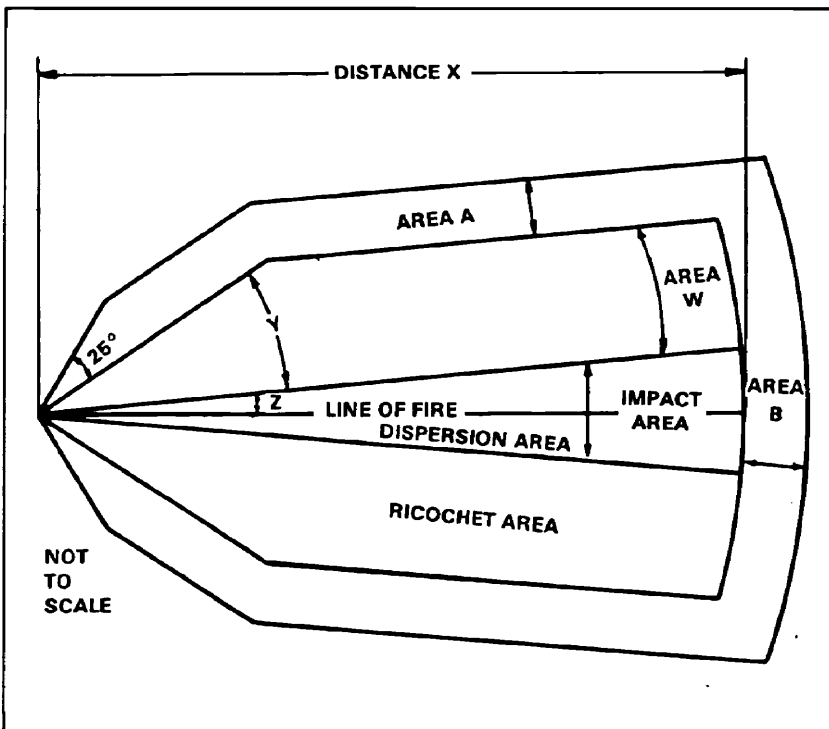 DISTANCE X
AREA A
AREA
W
25°
Y
Z
LINE OF FIRE
IMPACT
AREA
AREA
B
DISPERSION AREA
RICOCHET AREA
NOT
TO
SCALE